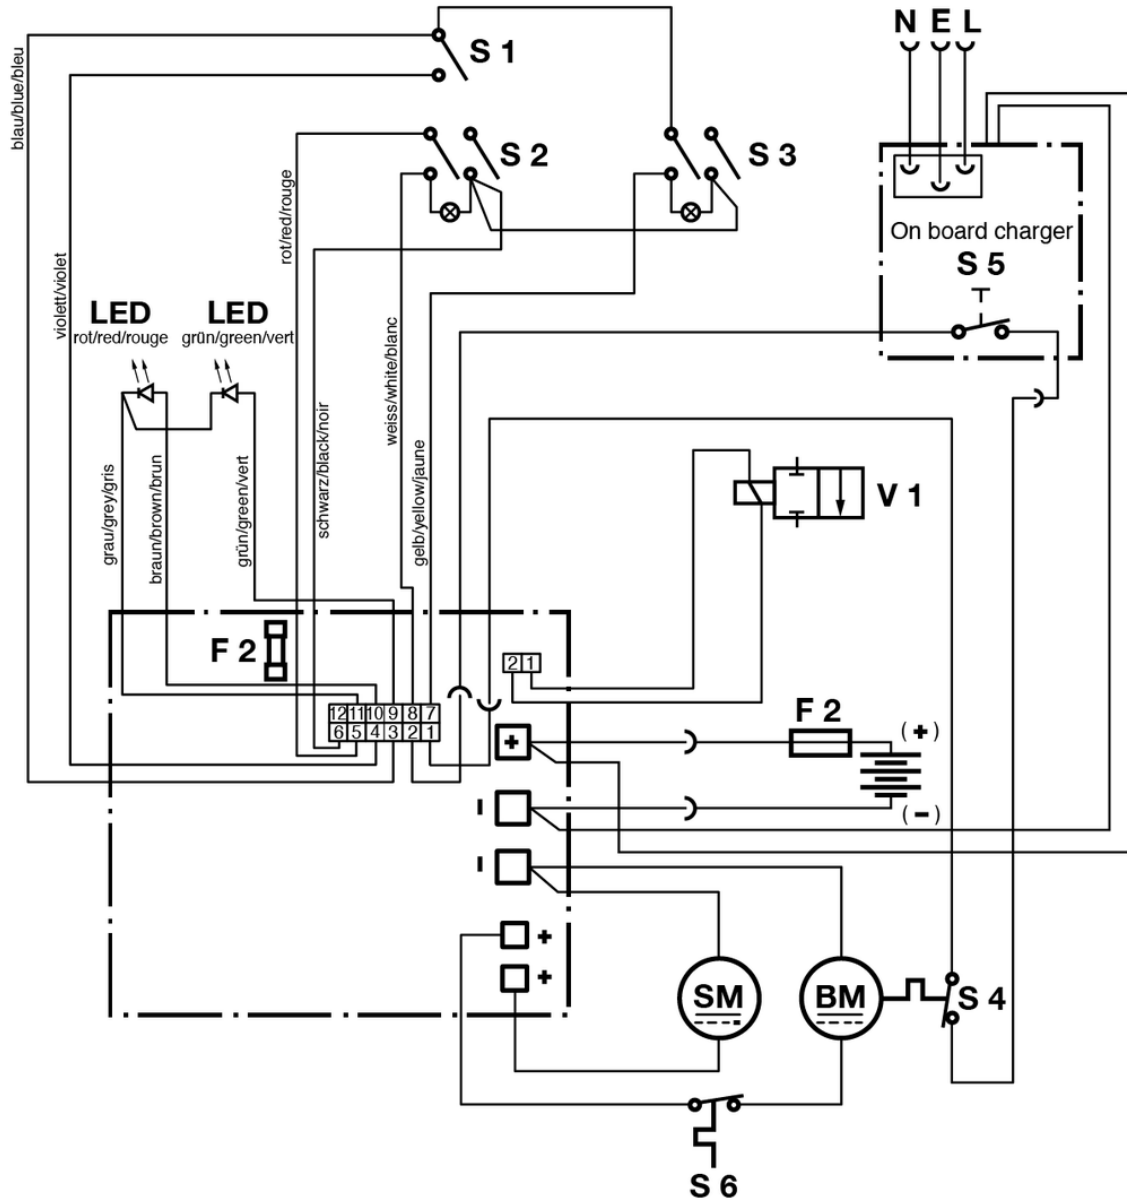 N E L
S 1
blau/blue/bleu
S 2
S 3
rot/red/rouge
On board charger
S 5
violett/violet
LED
rot/red/rouge
LED
grün/green/vert
weiss/white/blanc
schwarz/black/noir
gelb/yellow/jaune
grau/grey/gris
braun/brown/brun
grün/green/vert
V 1
F 2
2 1
12 11 10 9 8 7
6 5 4 3 2 1
F 2
+
(+)
-
(-)
-
+
+
SM
BM
S 4
S 6